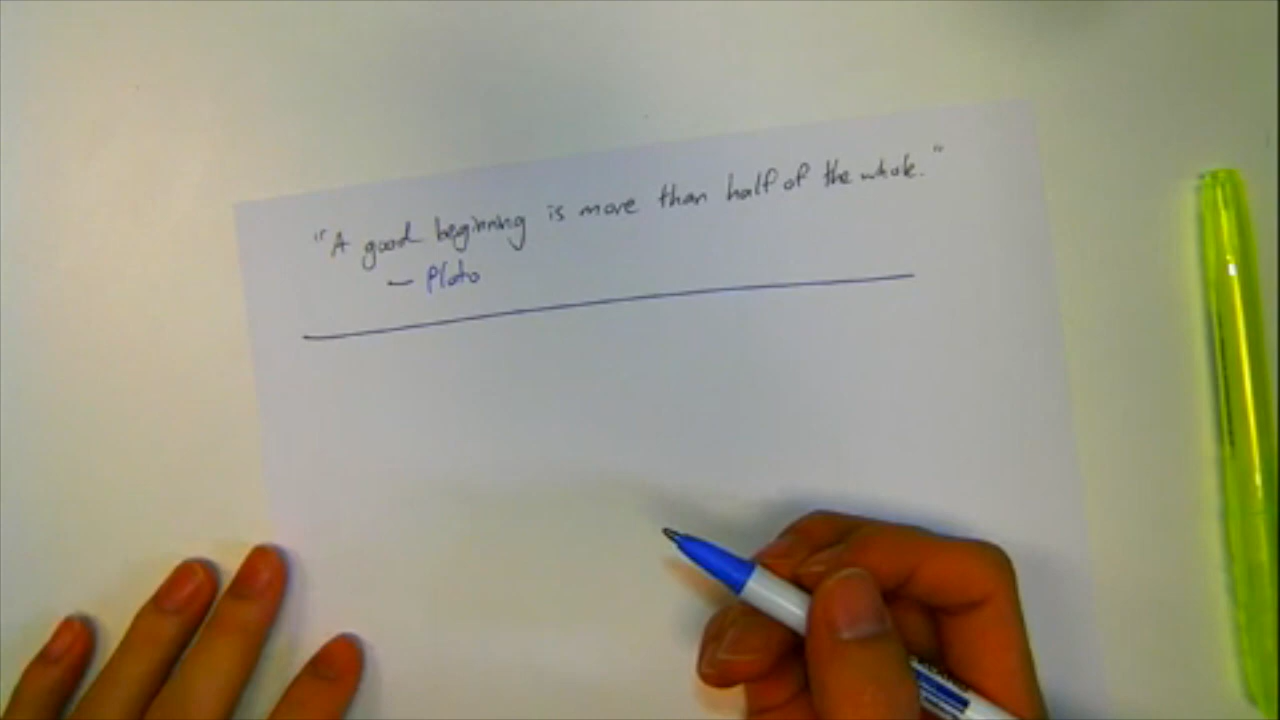 "A good beginning is more than half of the whole."
- Plato